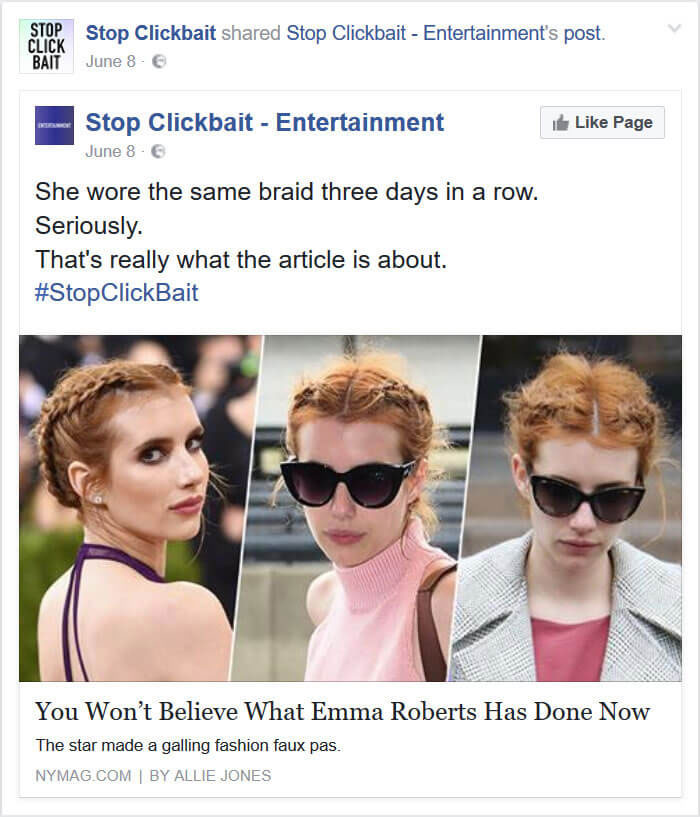 STOP
CLICK
BAIT
Stop Clickbait shared Stop Clickbait - Entertainment's post.
June 8 ·
ENTERTAINMENT
Stop Clickbait - Entertainment
June 8 ·
Like Page
She wore the same braid three days in a row.
Seriously.
That's really what the article is about.
#StopClickBait
You Won’t Believe What Emma Roberts Has Done Now
The star made a galling fashion faux pas.
NYMAG.COM | BY ALLIE JONES